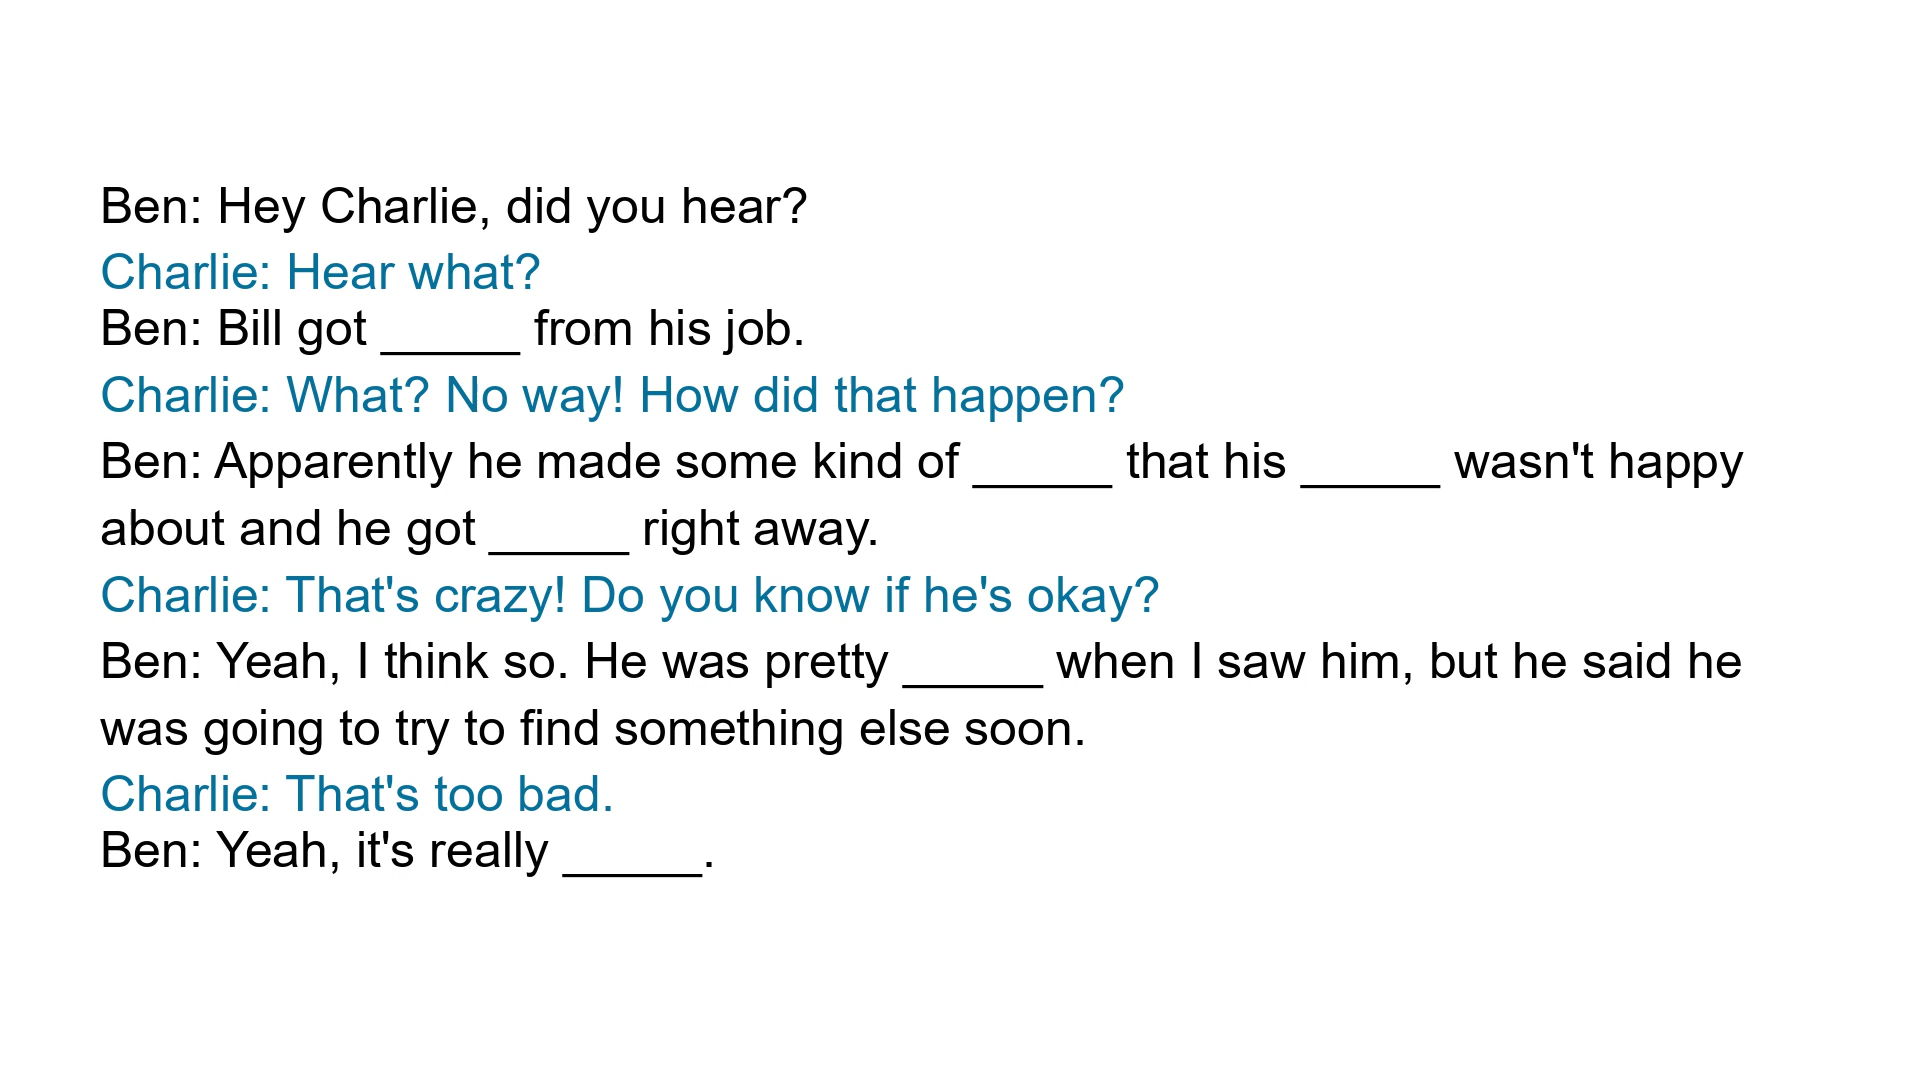 Ben: Hey Charlie, did you hear?
Charlie: Hear what?
Ben: Bill got _____ from his job.
Charlie: What? No way! How did that happen?
Ben: Apparently he made some kind of _____ that his _____ wasn't happy
about and he got _____ right away.
Charlie: That's crazy! Do you know if he's okay?
Ben: Yeah, I think so. He was pretty _____ when I saw him, but he said he
was going to try to find something else soon.
Charlie: That's too bad.
Ben: Yeah, it's really _____.